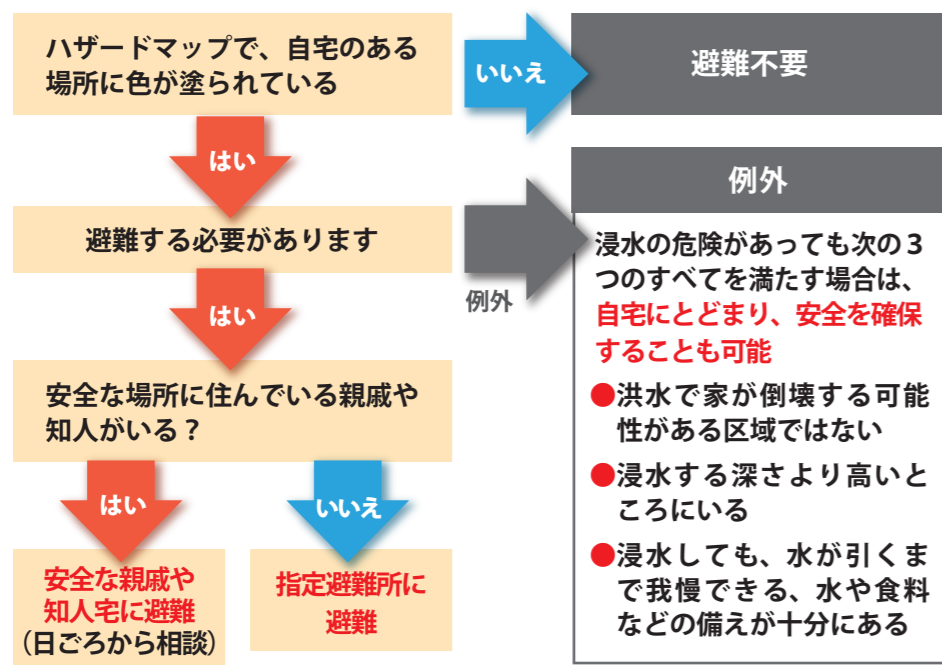 ハザードマップで、自宅のある
場所に色が塗られている
いいえ
避難不要
はい
避難する必要があります
例外
例外
浸水の危険があっても次の３
つのすべてを満たす場合は、
自宅にとどまり、安全を確保
することも可能
●洪水で家が倒壊する可能
性がある区域ではない
●浸水する深さより高いと
ころにいる
●浸水しても、水が引くま
で我慢できる、水や食料
などの備えが十分にある
はい
安全な場所に住んでいる親戚や
知人がいる？
はい
いいえ
安全な親戚や
知人宅に避難
（日ごろから相談）
指定避難所に
避難